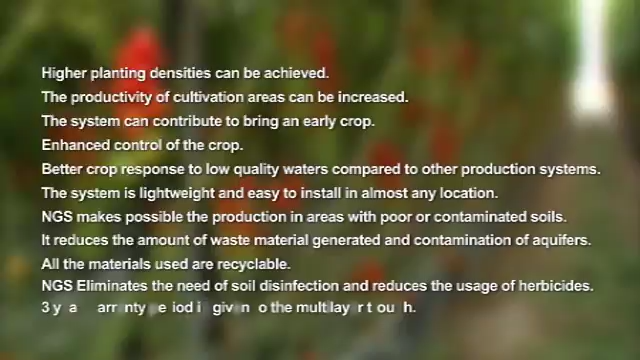 Higher planting densities can be achieved.
The productivity of cultivation areas can be increased.
The system can contribute to bring an early crop.
Enhanced control of the crop.
Better crop response to low quality waters compared to other production systems.
The system is lightweight and easy to install in almost any location.
NGS makes possible the production in areas with poor or contaminated soils.
It reduces the amount of waste material generated and contamination of aquifers.
All the materials used are recyclable.
NGS Eliminates the need of soil disinfection and reduces the usage of herbicides.
3 given the